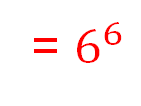 = 6⁶